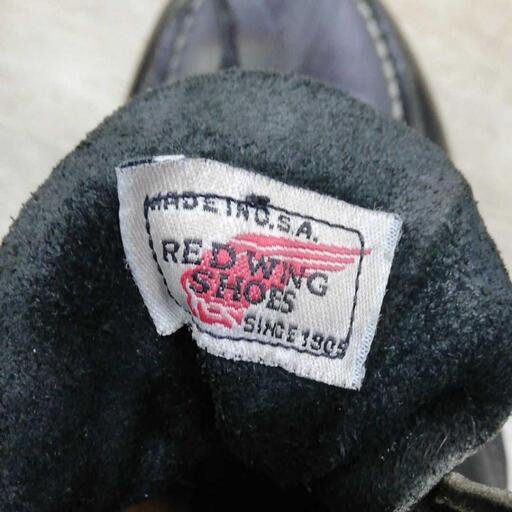 MADE IN U.S.A.
RED WING
SHOES
SINCE 1905